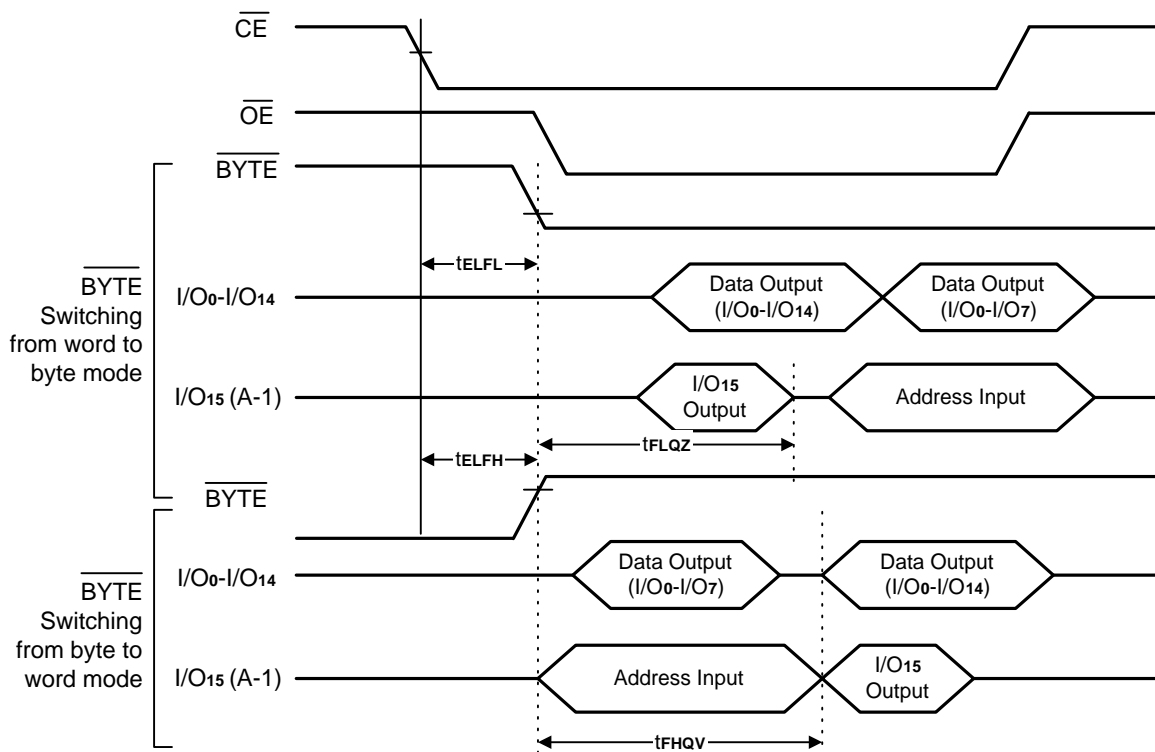 CE
OE
BYTE
tELFL
BYTE
Switching
from word to
byte mode
I/O0-I/O14
Data Output
(I/O0-I/O14)
Data Output
(I/O0-I/O7)
I/O15 (A-1)
I/O15
Output
Address Input
tELFH
tFLQZ
BYTE
BYTE
Switching
from byte to
word mode
I/O0-I/O14
Data Output
(I/O0-I/O7)
Data Output
(I/O0-I/O14)
I/O15 (A-1)
Address Input
I/O15
Output
tFHQV